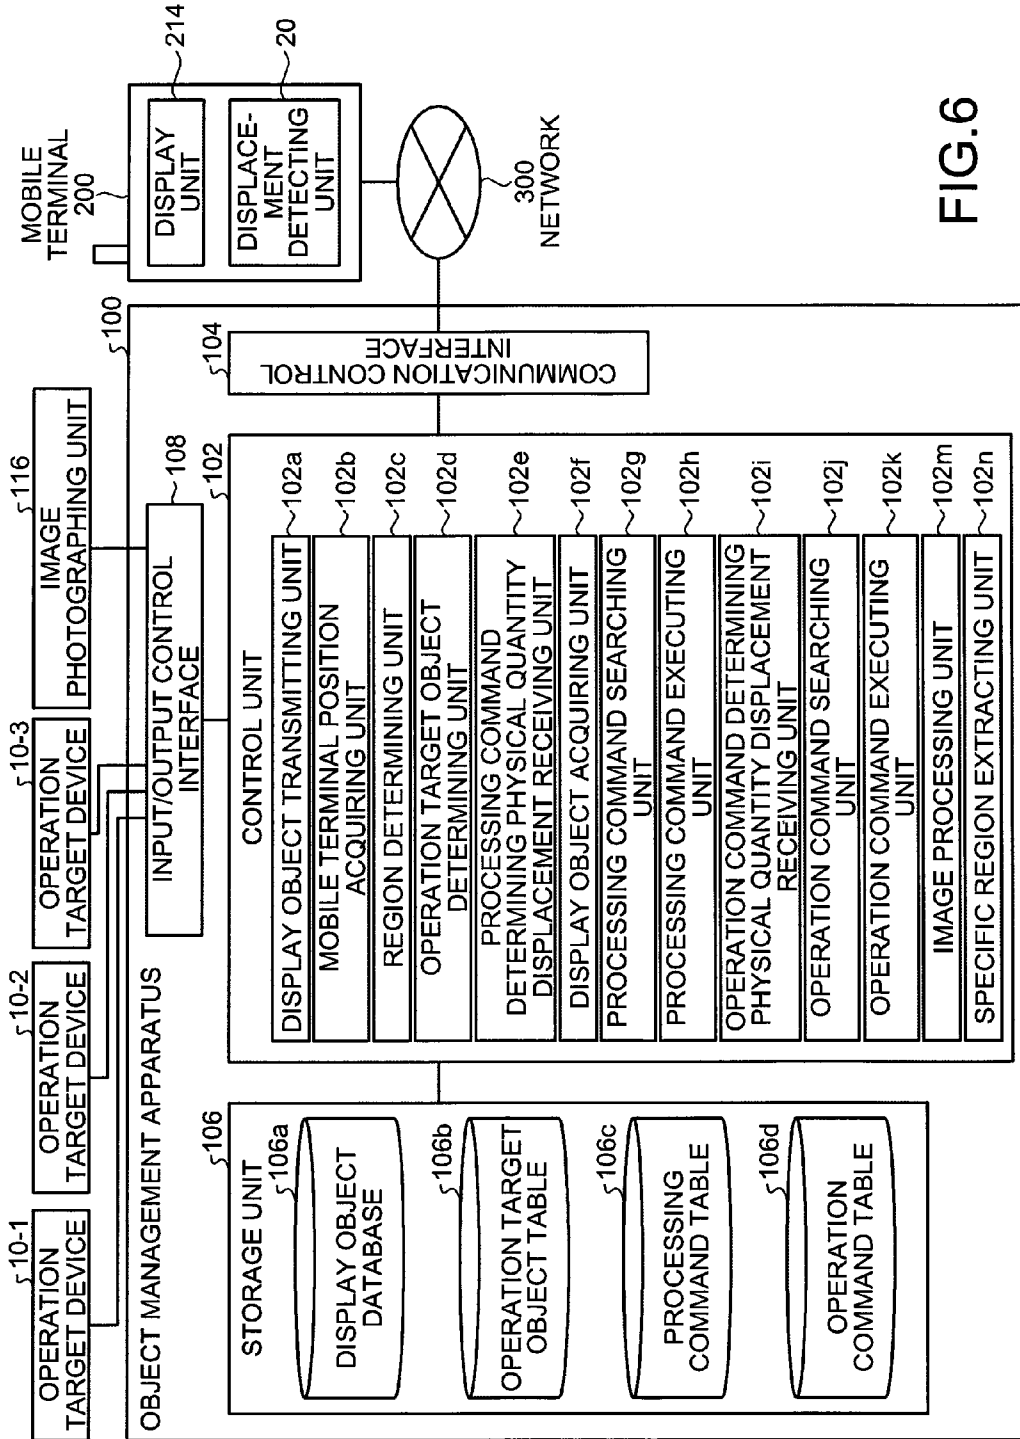 10-1
OPERATION
TARGET DEVICE
10-2
OPERATION
TARGET DEVICE
10-3
OPERATION
TARGET DEVICE
116
IMAGE
PHOTOGRAPHING UNIT
MOBILE
TERMINAL
200
100
OBJECT MANAGEMENT APPARATUS
108
INPUT/OUTPUT CONTROL
INTERFACE
214
DISPLAY
UNIT
20
DISPLACE-
MENT
DETECTING
UNIT
106
STORAGE UNIT
106a
DISPLAY OBJECT
DATABASE
106b
OPERATION TARGET
OBJECT TABLE
106c
PROCESSING
COMMAND TABLE
106d
OPERATION
COMMAND TABLE
102
CONTROL UNIT
DISPLAY OBJECT TRANSMITTING UNIT
102a
MOBILE TERMINAL POSITION
ACQUIRING UNIT
102b
REGION DETERMINING UNIT
102c
OPERATION TARGET OBJECT
DETERMINING UNIT
102d
PROCESSING COMMAND
DETERMINING PHYSICAL QUANTITY
DISPLACEMENT RECEIVING UNIT
102e
DISPLAY OBJECT ACQUIRING UNIT
102f
PROCESSING COMMAND SEARCHING
UNIT
102g
PROCESSING COMMAND EXECUTING
UNIT
102h
OPERATION COMMAND DETERMINING
PHYSICAL QUANTITY DISPLACEMENT
RECEIVING UNIT
102i
OPERATION COMMAND SEARCHING
UNIT
102j
OPERATION COMMAND EXECUTING
UNIT
102k
IMAGE PROCESSING UNIT
102m
SPECIFIC REGION EXTRACTING UNIT
102n
104
COMMUNICATION CONTROL
INTERFACE
300
NETWORK
FIG.6